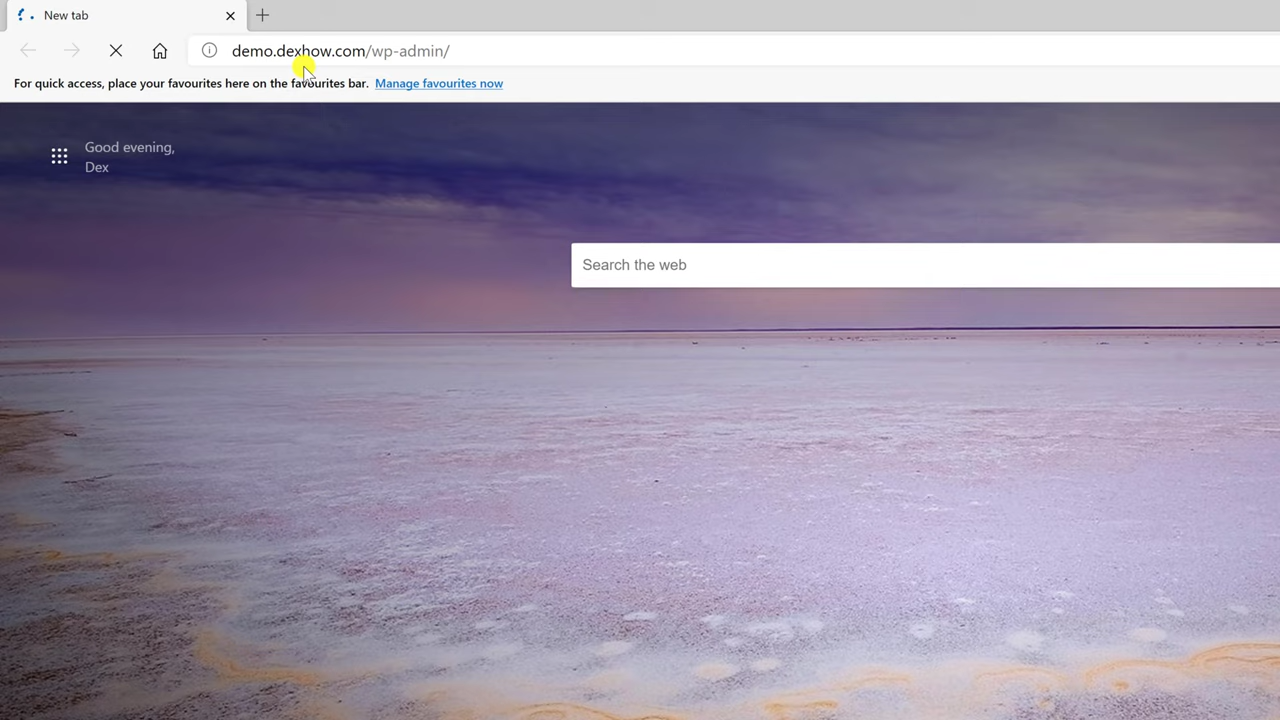 New tab
demo.dexhow.com/wp-admin/
For quick access, place your favourites here on the favourites bar. Manage favourites now
Good evening,
Dex
Search the web